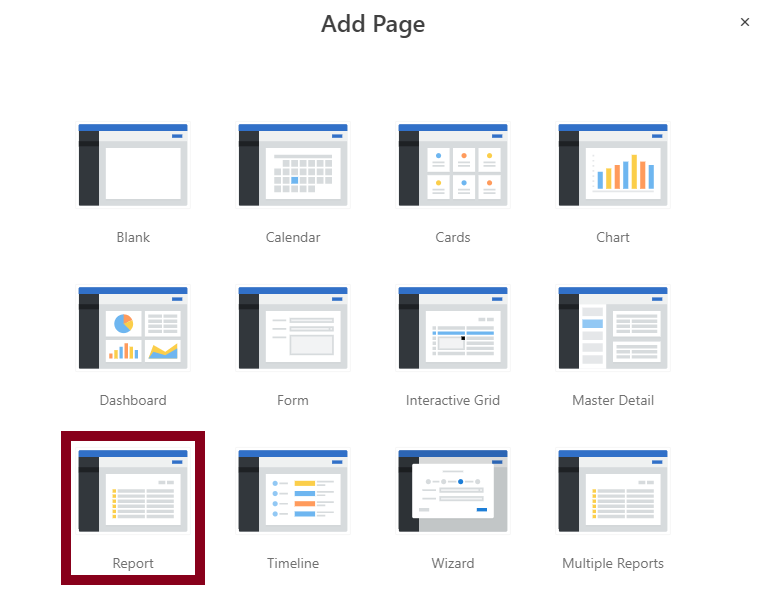 Add Page
×
Blank
Calendar
Cards
Chart
Dashboard
Form
Interactive Grid
Master Detail
Report
Timeline
Wizard
Multiple Reports